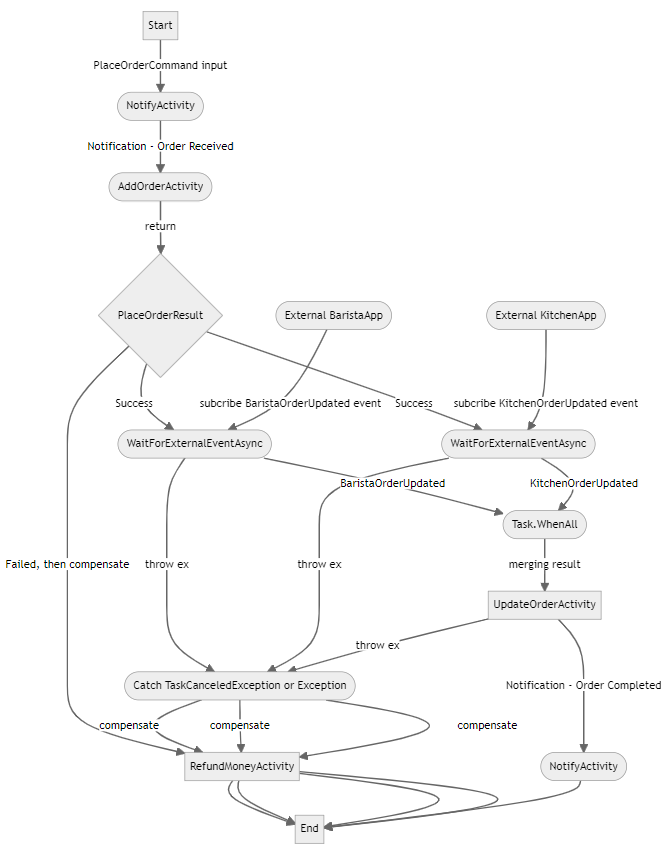 Start
PlaceOrderCommand input
NotifyActivity
Notification - Order Received
AddOrderActivity
return
PlaceOrderResult
External BaristaApp
External KitchenApp
Success
subcribe BaristaOrderUpdated event
Success
subcribe KitchenOrderUpdated event
WaitForExternalEventAsync
WaitForExternalEventAsync
BaristaOrderUpdated
KitchenOrderUpdated
Task.WhenAll
Failed, then compensate
throw ex
throw ex
merging result
UpdateOrderActivity
throw ex
Catch TaskCanceledException or Exception
Notification - Order Completed
compensate
compensate
compensate
RefundMoneyActivity
NotifyActivity
End